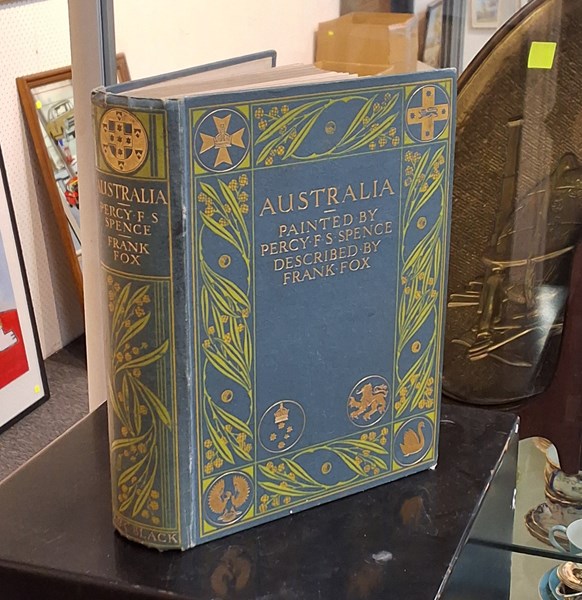 AUSTRALIA
PERCY·F·S
SPENCE
FRANK
FOX
BLACK
AUSTRALIA
PAINTED BY
PERCY·F·S SPENCE
DESCRIBED·BY
FRANK·FOX